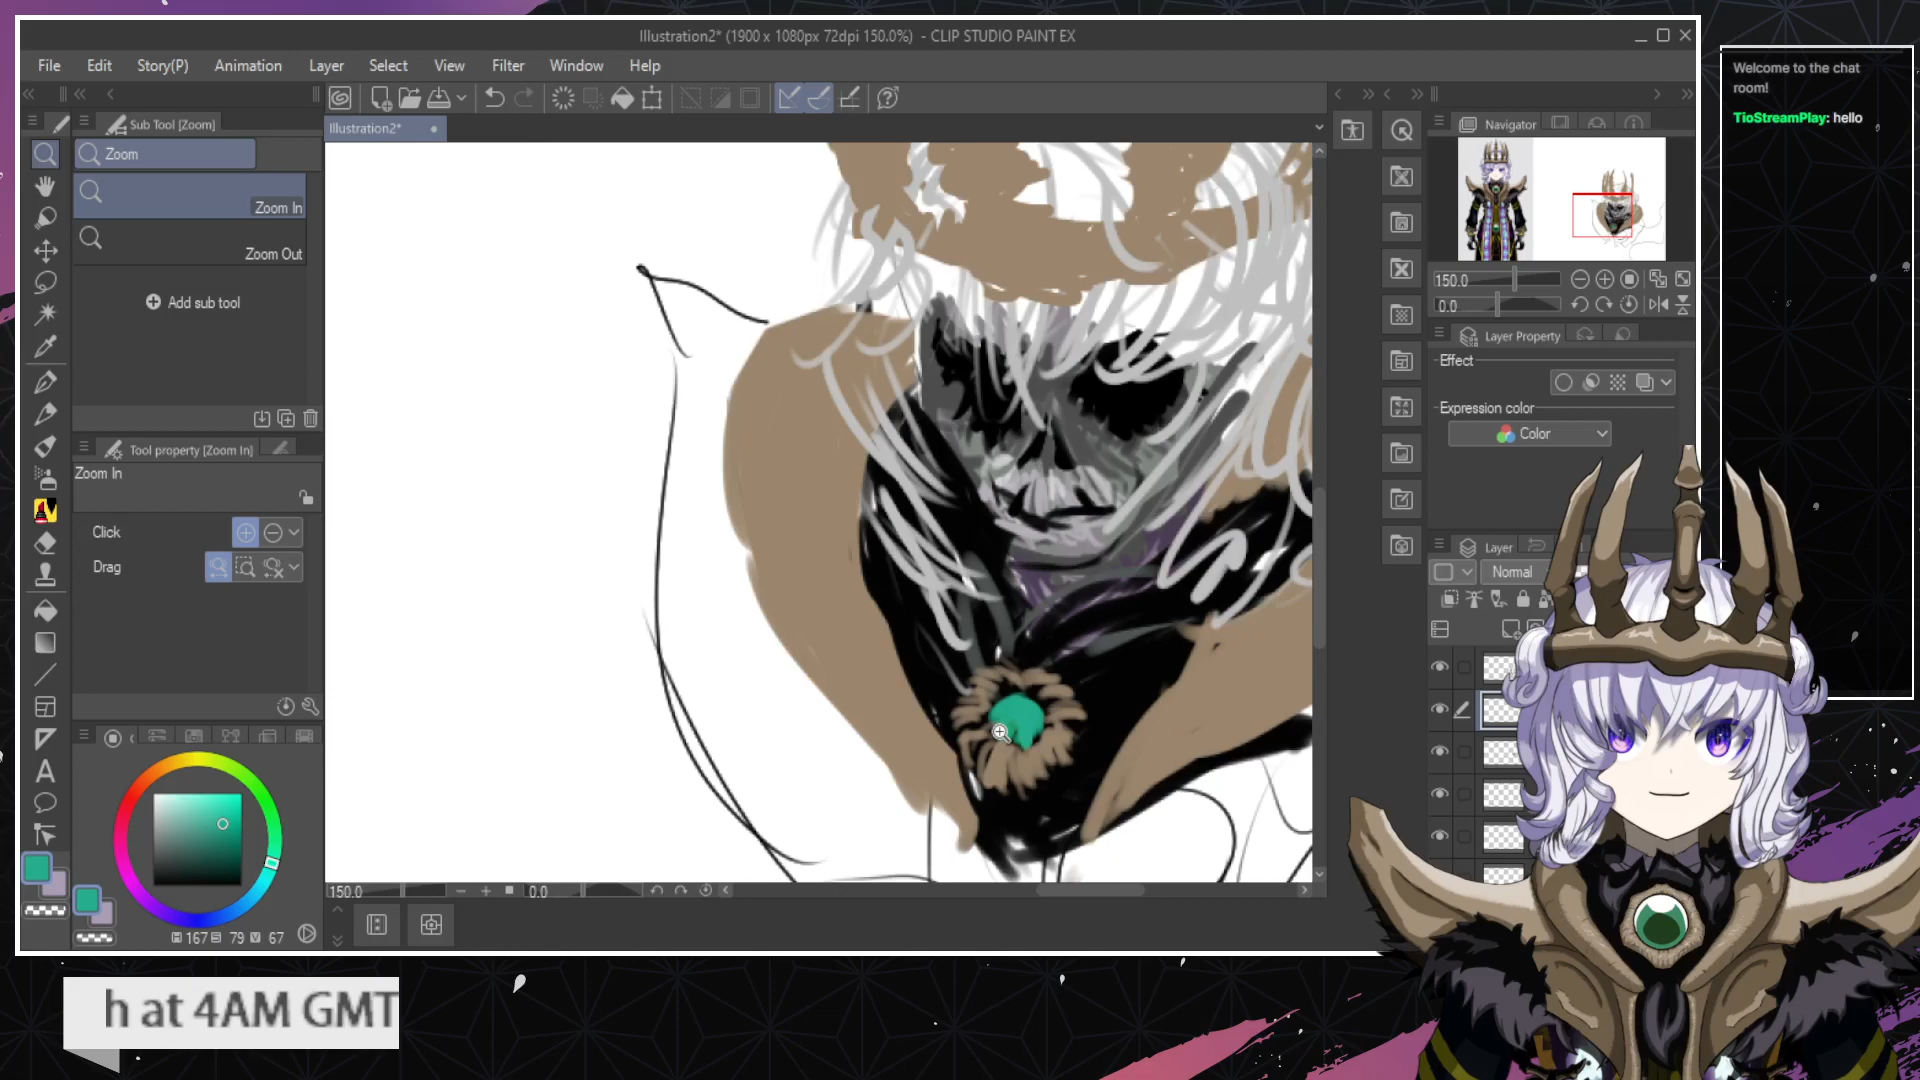 Illustration2* (1900 x 1080px 72dpi 150.0%)  - CLIP STUDIO PAINT EX
File Edit Story(P) Animation Layer Select View Filter Window Help
Sub Tool [Zoom]
Illustration2*
Navigator
Zoom
Zoom In
Zoom Out
Add sub tool
Tool property [Zoom In]
Zoom In
Click
Drag
167 S 79 V 67
150.0 0.0
150.0
0.0
Layer Property
Effect
Expression color
Color
Layer
Normal
Welcome to the chat
room!
TioStreamPlay: hello
h at 4AM GMT